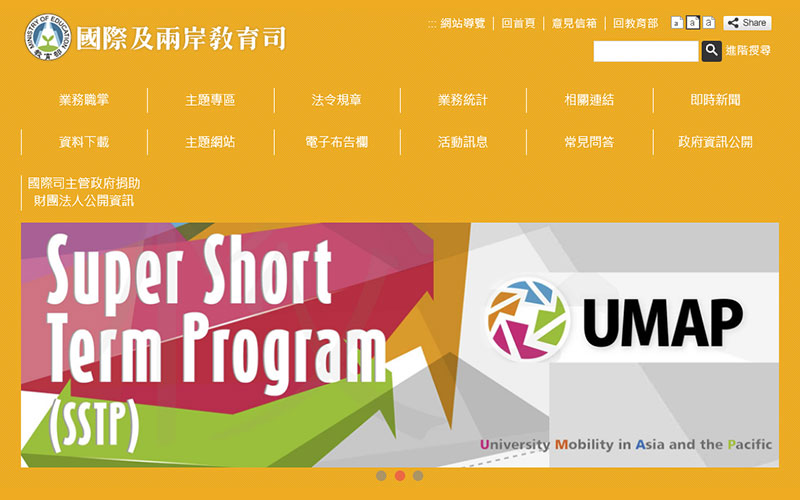 MINISTRY OF EDUCATION
教育部
國際及兩岸教育司
::: 網站導覽 | 回首頁 | 意見信箱 | 回教育部 a a a Share
進階搜尋
業務職掌 主題專區 法令規章 業務統計 相關連結 即時新聞
資料下載 主題網站 電子布告欄 活動訊息 常見問答 政府資訊公開
國際司主管政府捐助
財團法人公開資訊
Super Short
Term Program
(SSTP)
UMAP
University Mobility in Asia and the Pacific